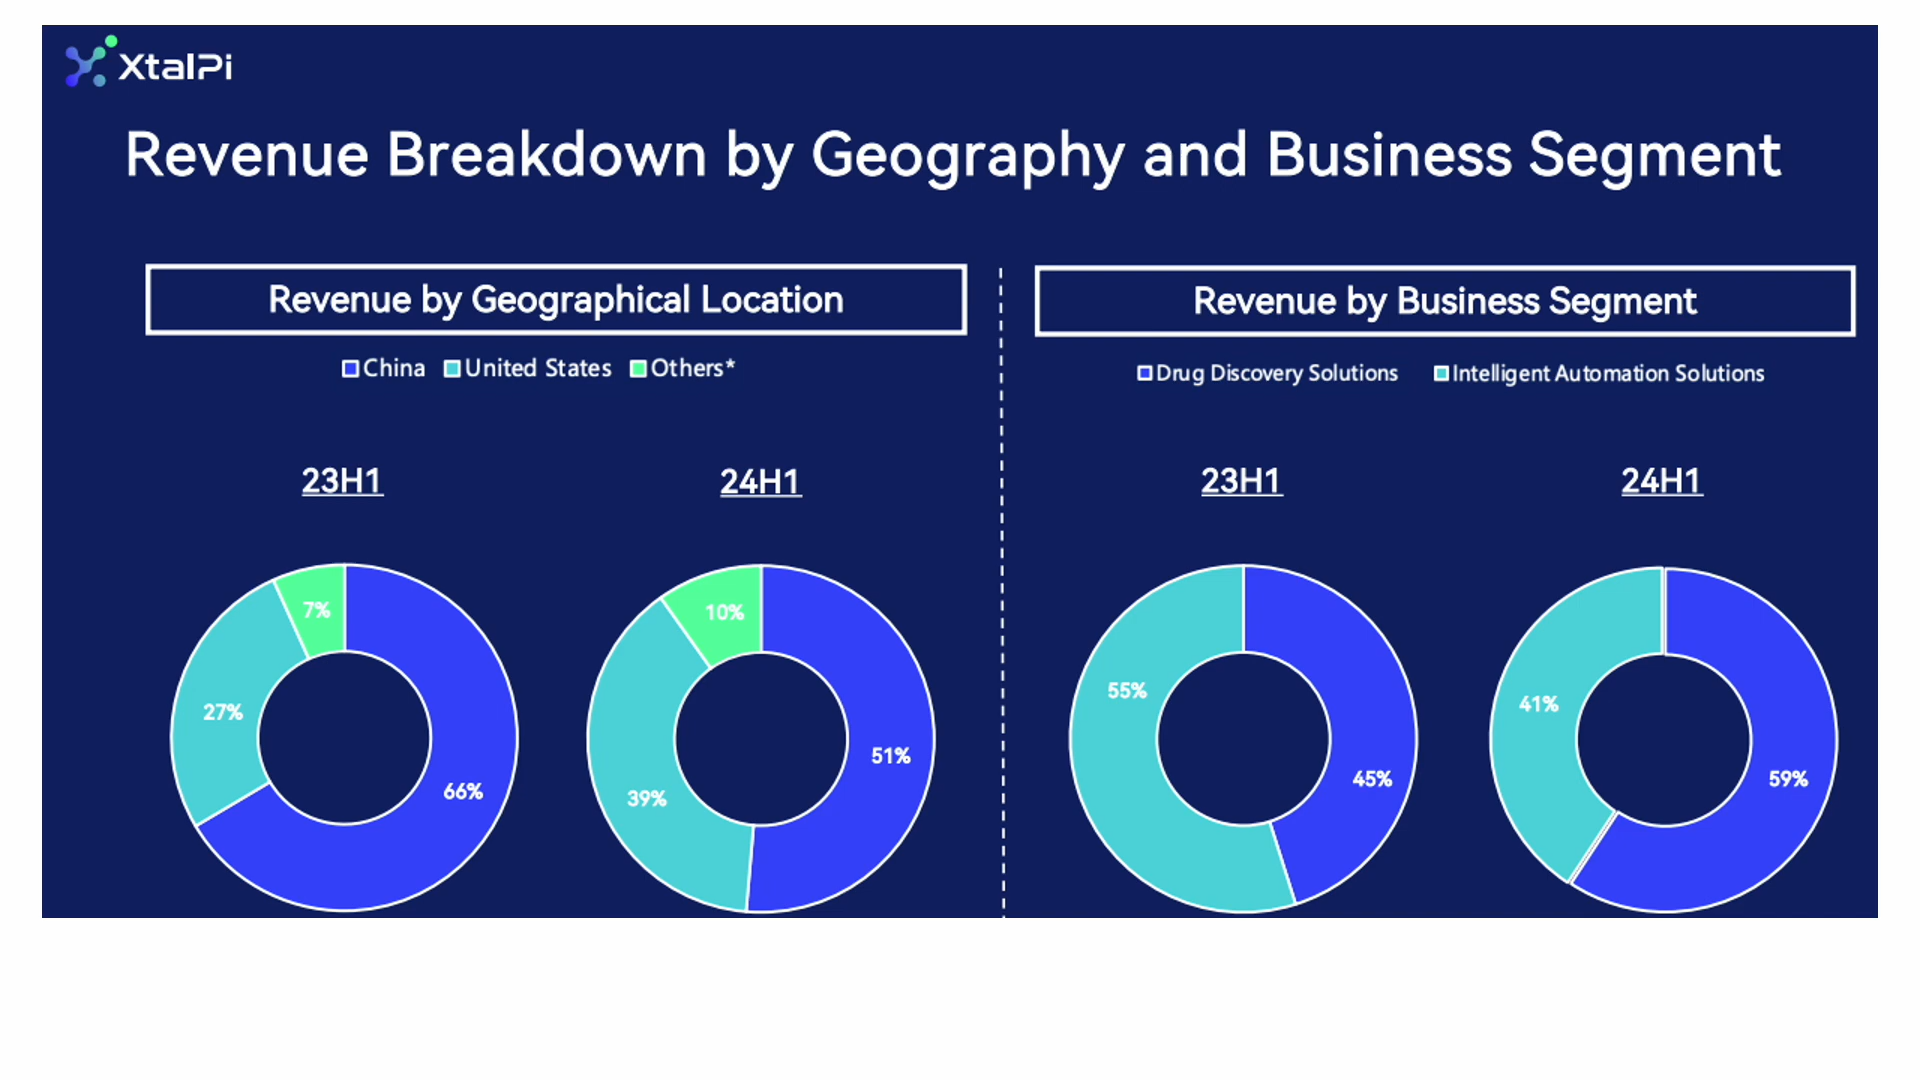 XtalPi
Revenue Breakdown by Geography and Business Segment
Revenue by Geographical Location
China United States Others*
23H1
24H1
7%
27%
66%
10%
39%
51%
Revenue by Business Segment
Drug Discovery Solutions Intelligent Automation Solutions
23H1
24H1
55%
45%
41%
59%